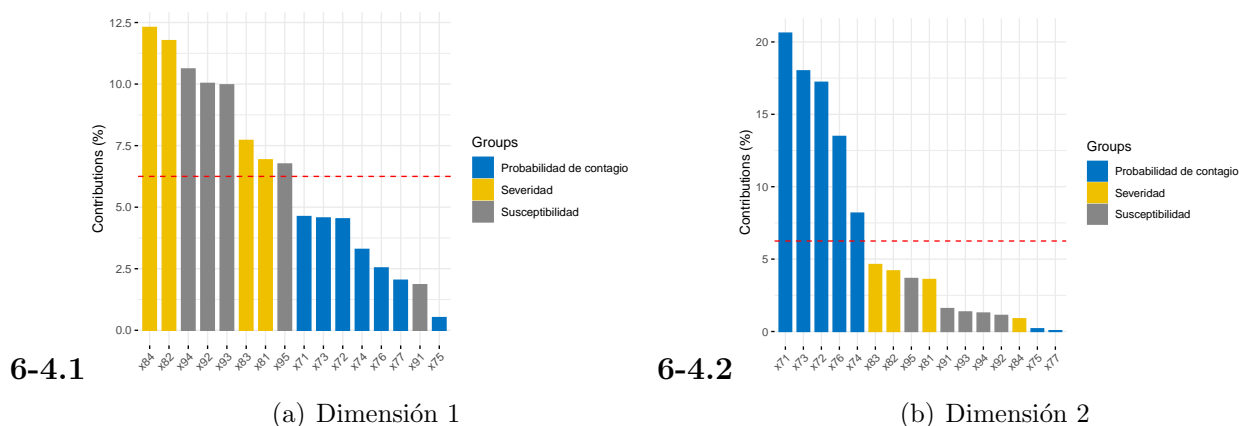 12.5
10.0
7.5
5.0
2.5
0.0
Contributions (%)
x84 x82 x94 x92 x93 x83 x81 x95 x71 x73 x72 x74 x76 x77 x91 x75
Groups
Probabilidad de contagio
Severidad
Susceptibilidad
6-4.1
(a) Dimensión 1
20
15
10
5
0
Contributions (%)
x71 x73 x72 x76 x74 x83 x82 x95 x81 x91 x93 x94 x92 x84 x75 x77
Groups
Probabilidad de contagio
Severidad
Susceptibilidad
6-4.2
(b) Dimensión 2